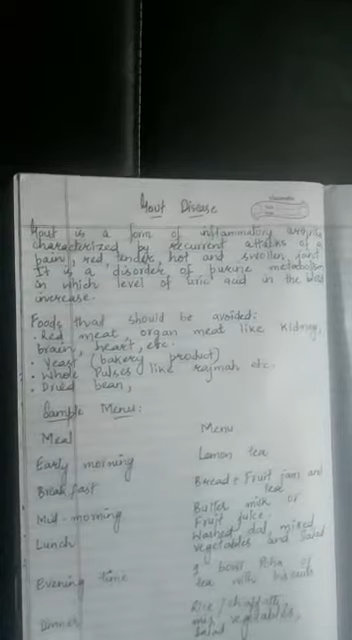 Gout Disease
Gout is a form of inflammatory arthritis
characterized by recurrent attacks of a
pain, red, tender, hot and swollen, joint.
It is a disorder of purine metabolism
in which level of uric acid in the blood
increase.
Foods that should be avoided:
• Red meat organ meat like kidney,
brain, heart, etc.
• Yeast (bakery product)
• Whole Pulses like rajmah etc.
• Dried bean,
Sample Menu:
Meal Menu
Early morning Lemon tea
Breakfast Bread + Fruit jam and
tea
Mid-morning Butter milk or
Fruit juice.
Lunch Washed dal, mixed
vegetables and Salad
Evening time a bowl Poha or
tea with biscuits
Dinner Rice / chapatti,
mix vegetables,
Salad